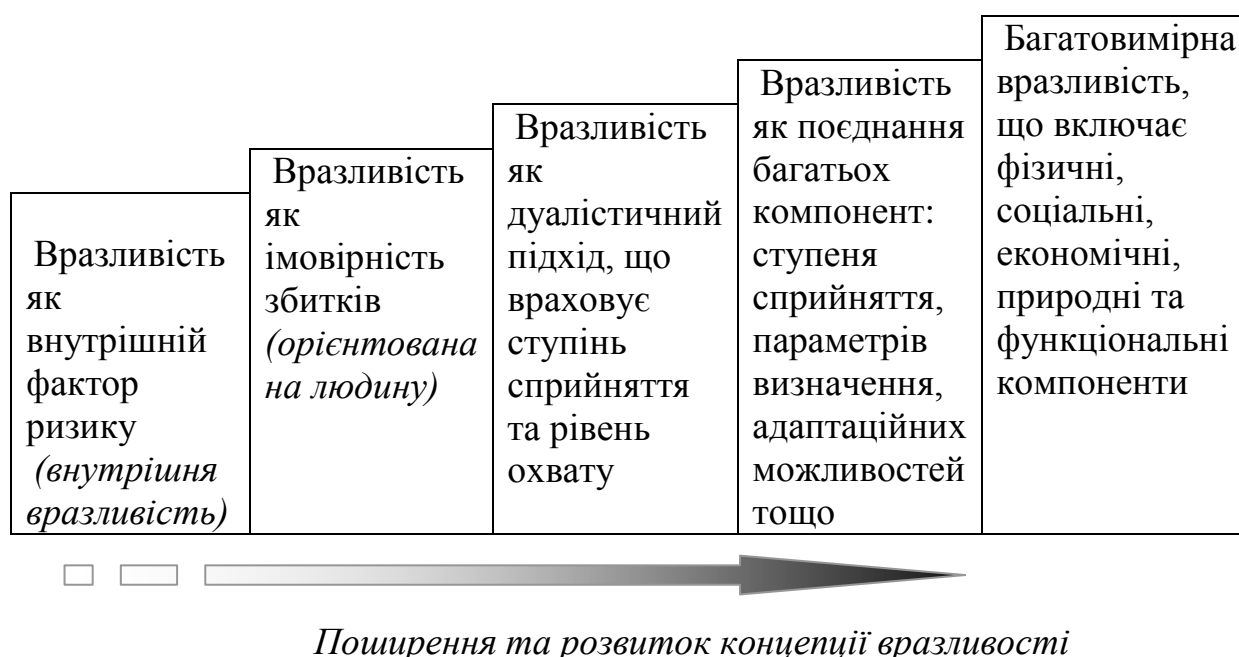 Вразливість
як
внутрішній
фактор
ризику
(внутрішня
вразливість)
Вразливість
як
імовірність
збитків
(орієнтована
на людину)
Вразливість
як
дуалістичний
підхід, що
враховує
ступінь
сприйняття
та рівень
охвату
Вразливість
як поєднання
багатьох
компонент:
ступеня
сприйняття,
параметрів
визначення,
адаптаційних
можливостей
тощо
Багатовимірна
вразливість,
що включає
фізичні,
соціальні,
економічні,
природні та
функціональні
компоненти
Поширення та розвиток концепції вразливості